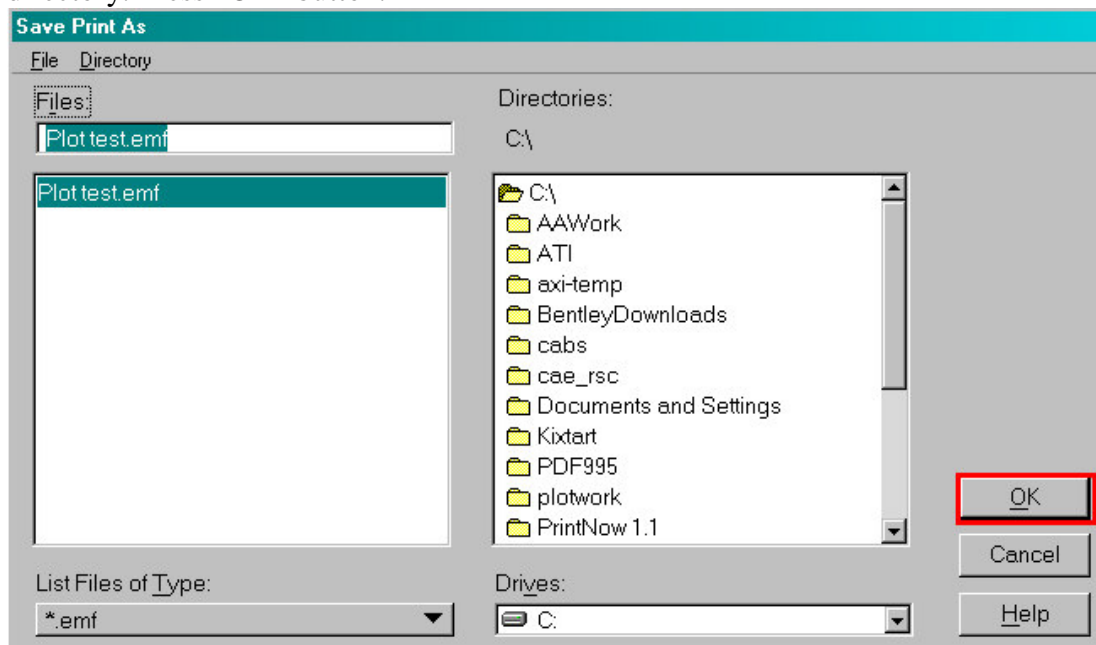 Save Print As
File Directory
Files:
Plot test.emf
Plot test.emf
Directories:
C:\
C:\
AAWork
ATI
axi-temp
BentleyDownloads
cabs
cae_rsc
Documents and Settings
Kixtart
PDF995
plotwork
PrintNow 1.1
OK
Cancel
Help
List Files of Type:
*.emf
Drives:
C: